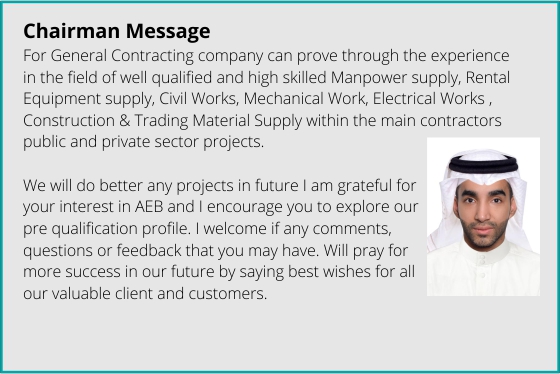 Chairman Message
For General Contracting company can prove through the experience
in the field of well qualified and high skilled Manpower supply, Rental
Equipment supply, Civil Works, Mechanical Work, Electrical Works ,
Construction & Trading Material Supply within the main contractors
public and private sector projects.
We will do better any projects in future I am grateful for
your interest in AEB and I encourage you to explore our
pre qualification profile. I welcome if any comments,
questions or feedback that you may have. Will pray for
more success in our future by saying best wishes for all
our valuable client and customers.